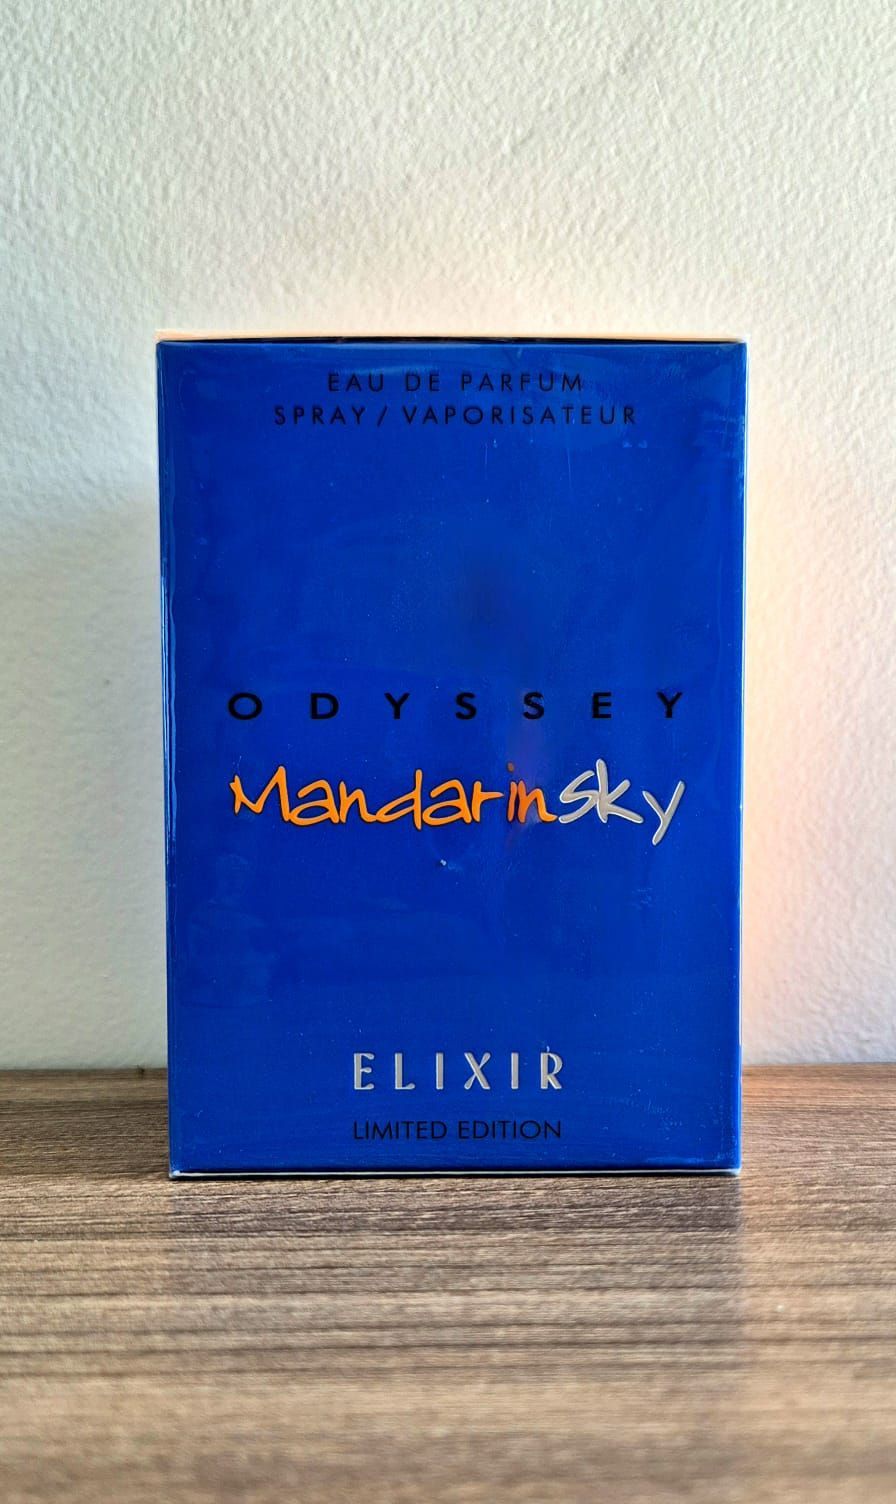 EAU DE PARFUM
SPRAY / VAPORISATEUR
ODYSSEY
MandarinSky
ELIXIR
LIMITED EDITION